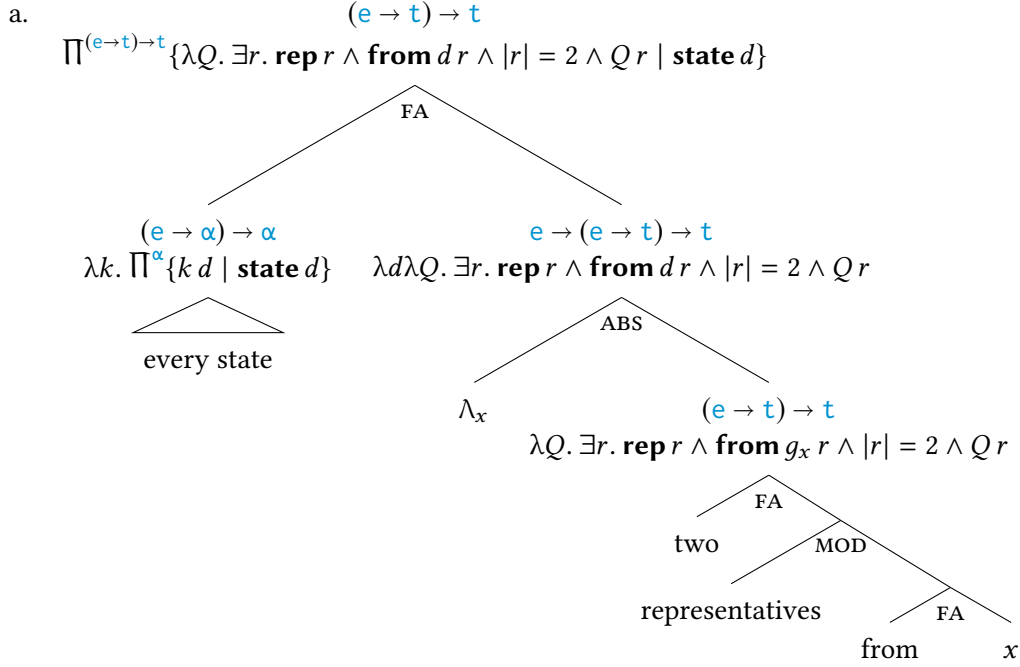 a. (e → t) → t
∏^{(e→t)→t}{λQ. ∃r. rep r ∧ from d r ∧ |r| = 2 ∧ Q r | state d}
FA
(e → α) → α e → (e → t) → t
λk. ∏^α{k d | state d} λdλQ. ∃r. rep r ∧ from d r ∧ |r| = 2 ∧ Q r
ABS
every state
Λ_x (e → t) → t
λQ. ∃r. rep r ∧ from g_x r ∧ |r| = 2 ∧ Q r
FA
two MOD
representatives FA
from x